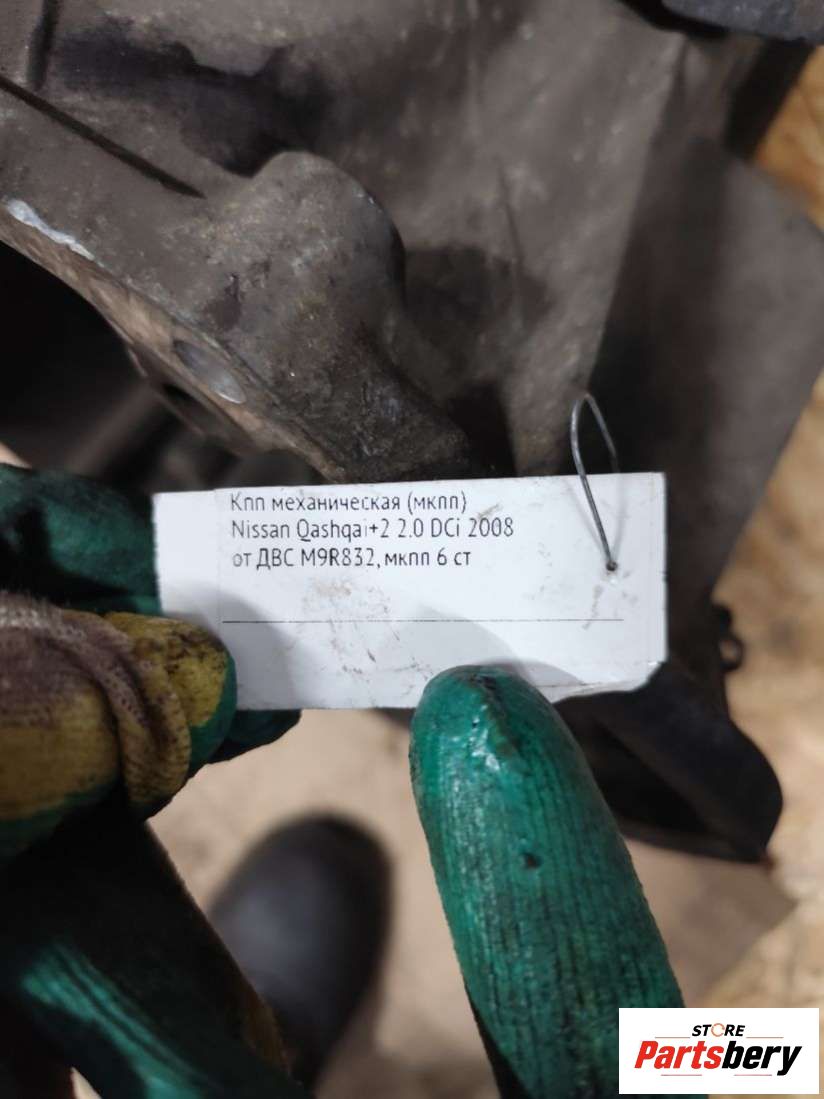 Кпп механическая (мкпп)
Nissan Qashqai+2 2.0 DCi 2008
от ДВС M9R832, мкпп 6 ст
STORE
Partsbery